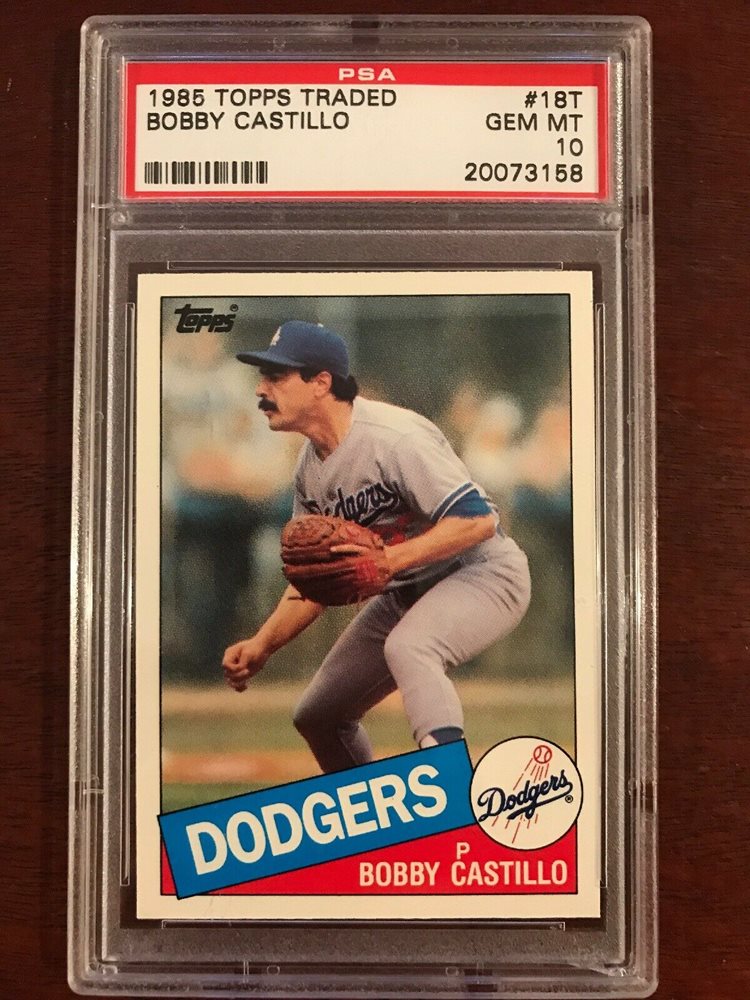 PSA
1985 TOPPS TRADED #18T
BOBBY CASTILLO GEM MT
10
20073158
Topps®
Dodgers
DODGERS
Dodgers®
P
BOBBY CASTILLO